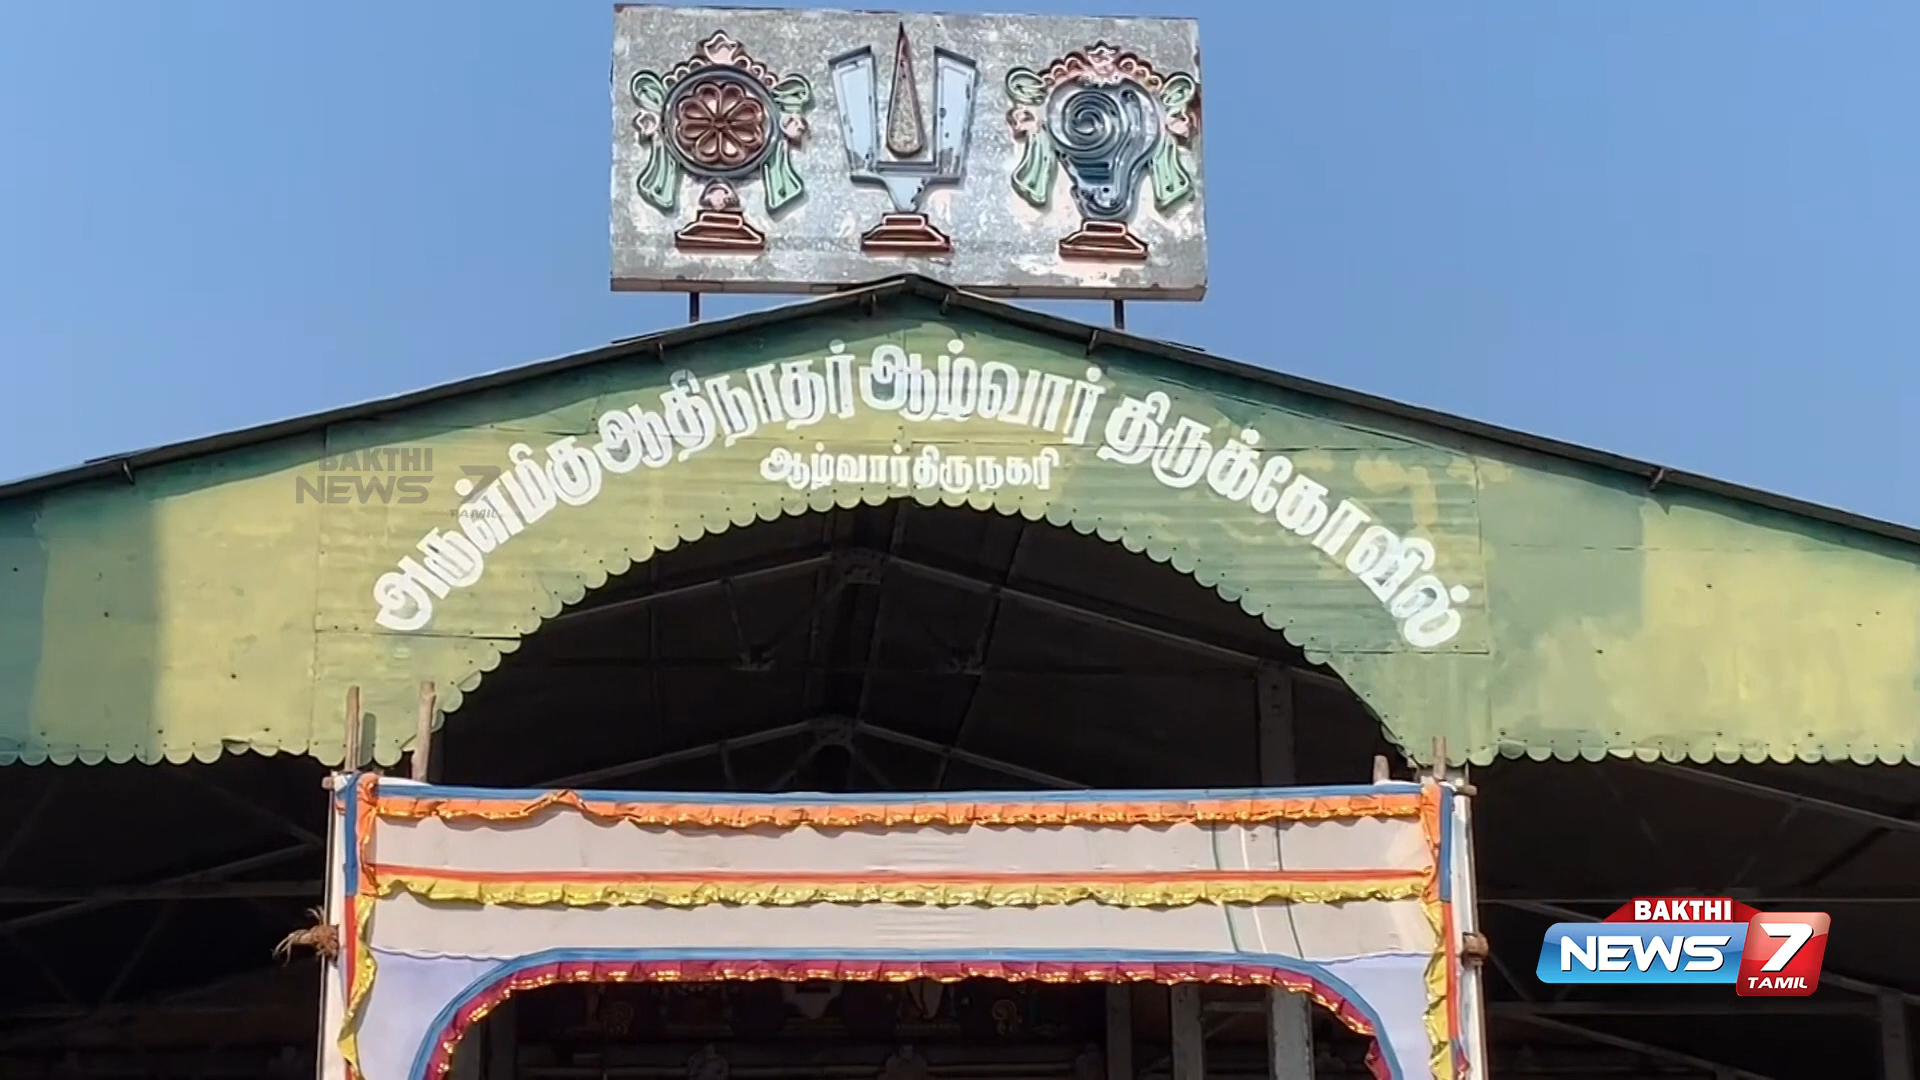 அருள்மிகு ஆதிநாதர் ஆழ்வார் திருக்கோவில்
ஆழ்வார்திருநகரி
BAKTHI
NEWS 7
TAMIL
BAKTHI
NEWS 7
TAMIL